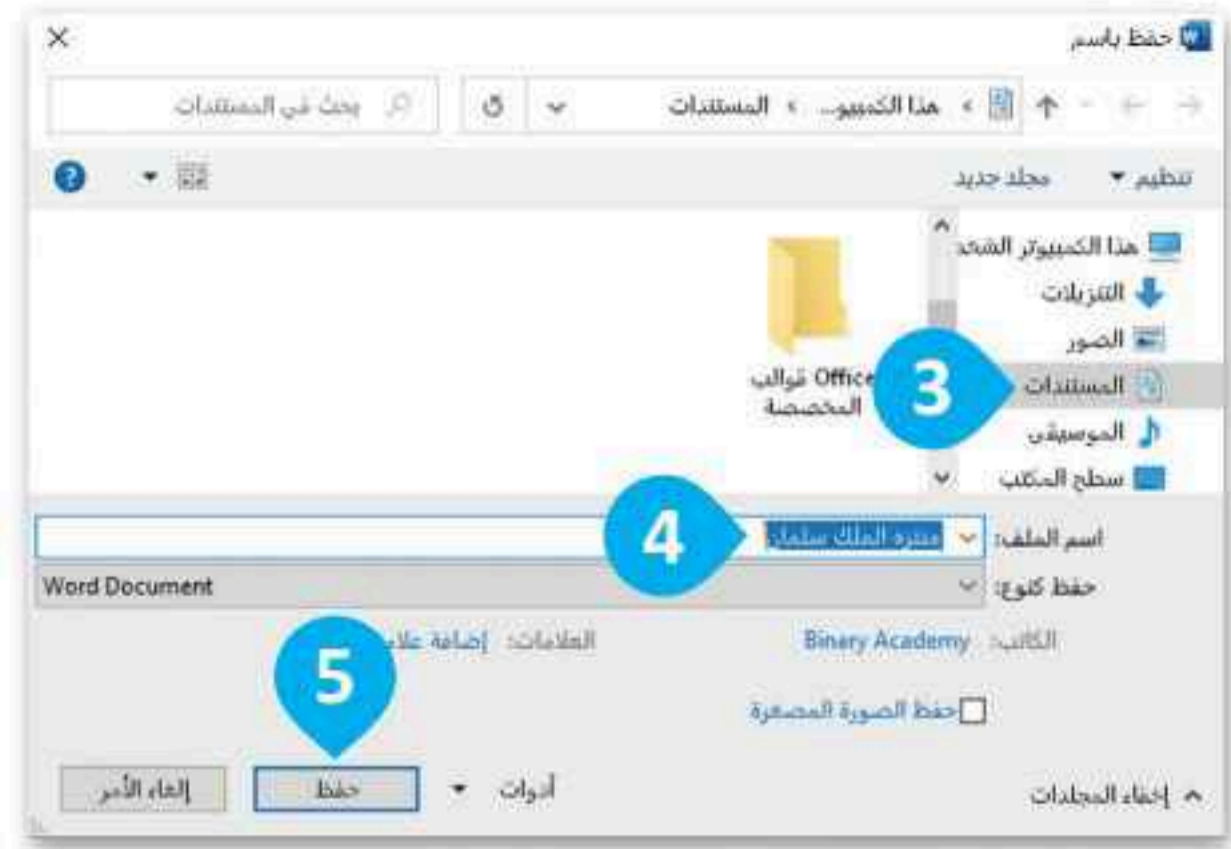 حفظ باسم
هذا الكمبيو... › المستندات
بحث في المستندات
تنظيم
مجلد جديد
هذا الكمبيوتر الشخ
التنزيلات
الصور
المستندات
الموسيقى
سطح المكتب
3
Office قوالب
المخصصة
اسم الملف:
منتزه الملك سلمان
4
حفظ كنوع:
Word Document
الكاتب: Binary Academy
العلامات: إضافة علا
5
حفظ الصورة المصغرة
إخفاء المجلدات
أدوات
حفظ
إلغاء الأمر